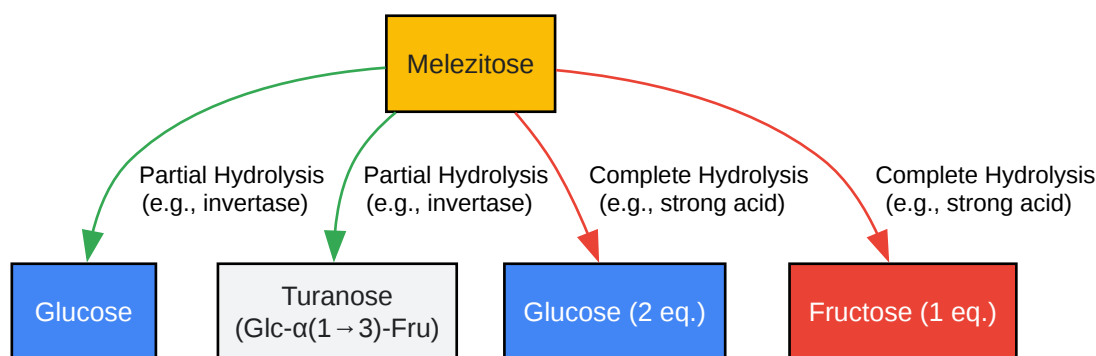 Melezitose
Partial Hydrolysis
(e.g., invertase)
Partial Hydrolysis
(e.g., invertase)
Complete Hydrolysis
(e.g., strong acid)
Complete Hydrolysis
(e.g., strong acid)
Glucose
Turanose
(Glc-α(1→3)-Fru)
Glucose (2 eq.)
Fructose (1 eq.)